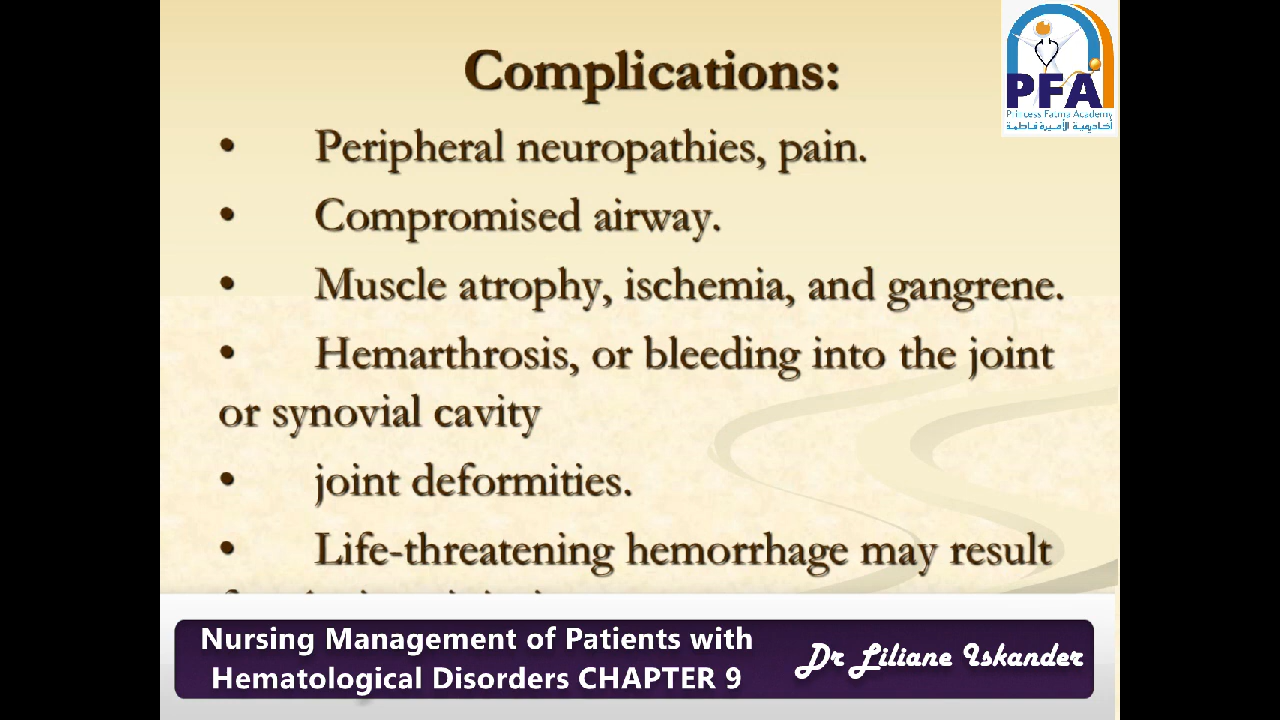 Complications:
• Peripheral neuropathies, pain.
• Compromised airway.
• Muscle atrophy, ischemia, and gangrene.
• Hemarthrosis, or bleeding into the joint
or synovial cavity
• joint deformities.
• Life-threatening hemorrhage may result
PFA
Princess Fatma Academy
أكاديمية الأميرة فاطمة
Nursing Management of Patients with
Hematological Disorders CHAPTER 9
Dr Liliane Iskander